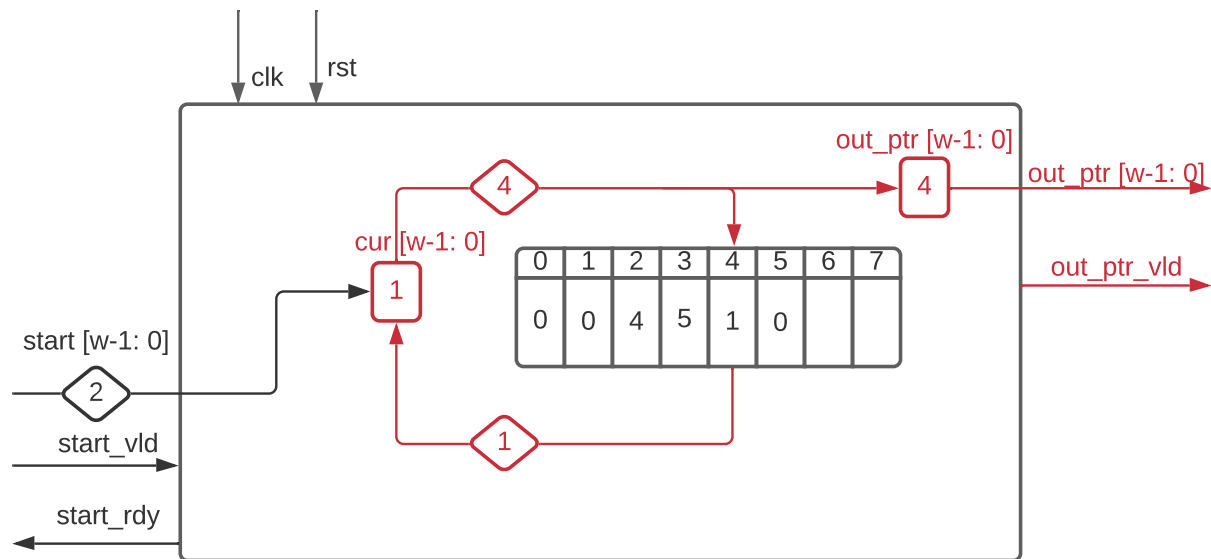 clk
rst
out_ptr [w-1: 0]
out_ptr [w-1: 0]
4
4
cur [w-1: 0]
0 1 2 3 4 5 6 7
out_ptr_vld
1
0 0 4 5 1 0
start [w-1: 0]
2
start_vld
1
start_rdy